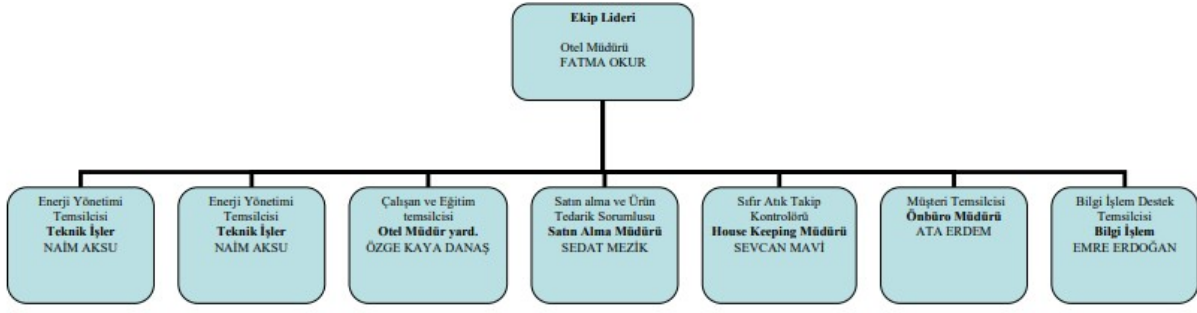 Ekip Lideri
Otel Müdürü
FATMA OKUR
Enerji Yönetimi
Temsilcisi
Teknik İşler
NAİM AKSU
Enerji Yönetimi
Temsilcisi
Teknik İşler
NAİM AKSU
Çalışan ve Eğitim
temsilcisi
Otel Müdür yard.
ÖZGE KAYA DANAŞ
Satın alma ve Ürün
Tedarik Sorumlusu
Satın Alma Müdürü
SEDAT MEZİK
Sıfır Atık Takip
Kontrolörü
House Keeping Müdürü
SEVCAN MAVİ
Müşteri Temsilcisi
Önbüro Müdürü
ATA ERDEM
Bilgi İşlem Destek
Temsilcisi
Bilgi İşlem
EMRE ERDOĞAN